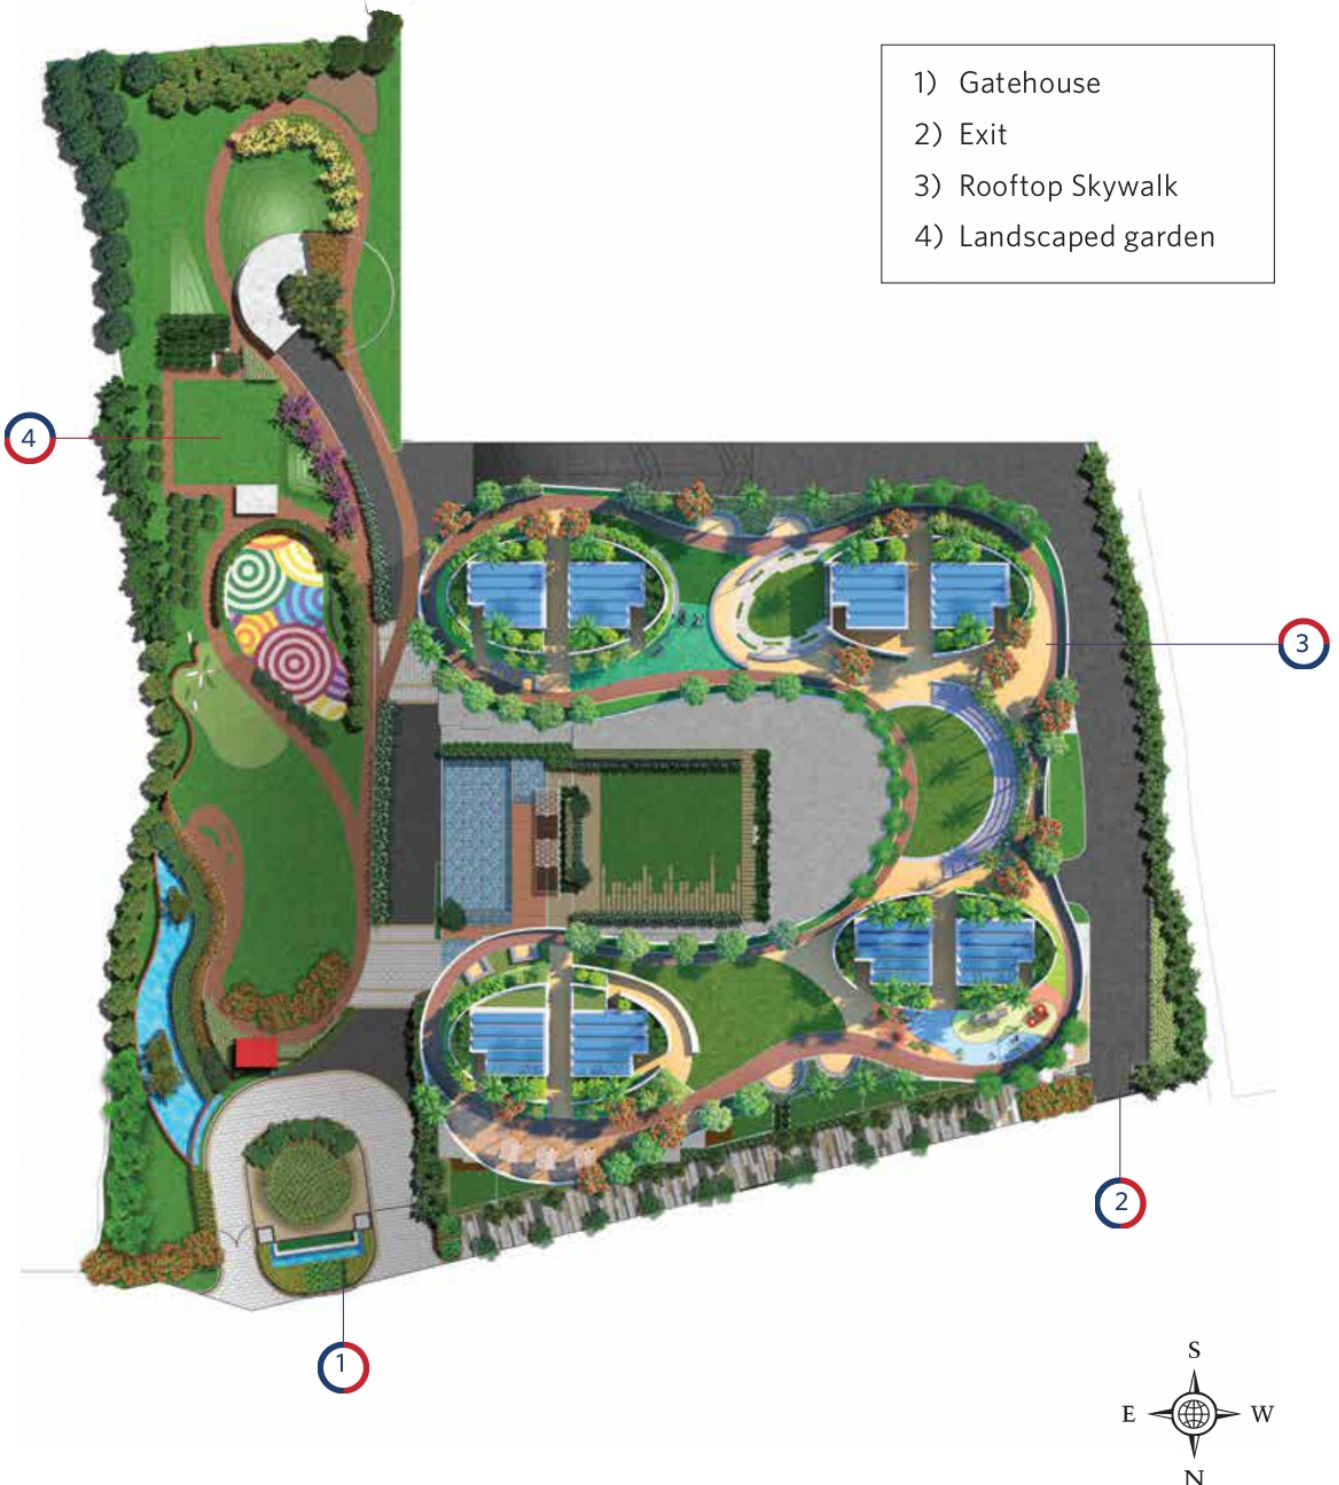 1) Gatehouse
2) Exit
3) Rooftop Skywalk
4) Landscaped garden
4
3
2
1
S
E W
N